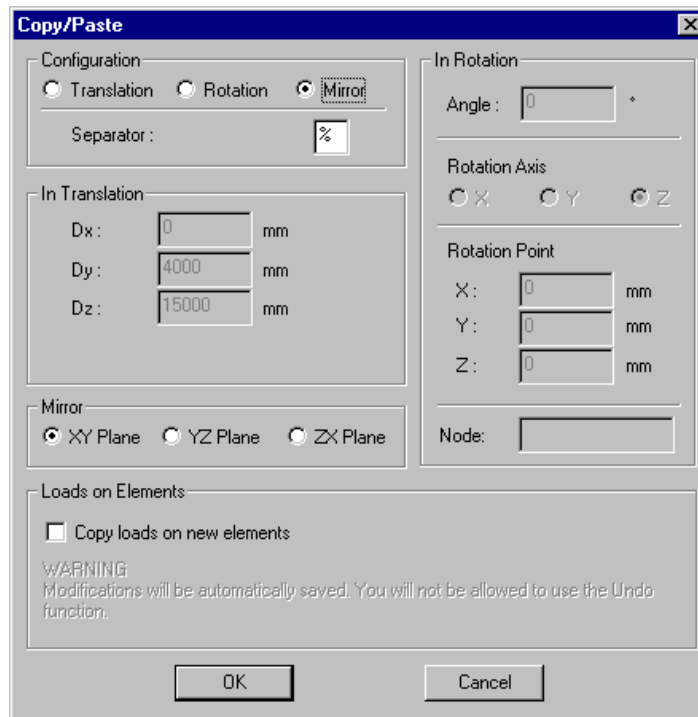 Copy/Paste
Configuration
Translation Rotation Mirror
Separator : %
In Translation
Dx : 0 mm
Dy : 4000 mm
Dz : 15000 mm
Mirror
XY Plane YZ Plane ZX Plane
In Rotation
Angle : 0 °
Rotation Axis
X Y Z
Rotation Point
X : 0 mm
Y : 0 mm
Z : 0 mm
Node:
Loads on Elements
Copy loads on new elements
WARNING
Modifications will be automatically saved. You will not be allowed to use the Undo
function.
OK Cancel